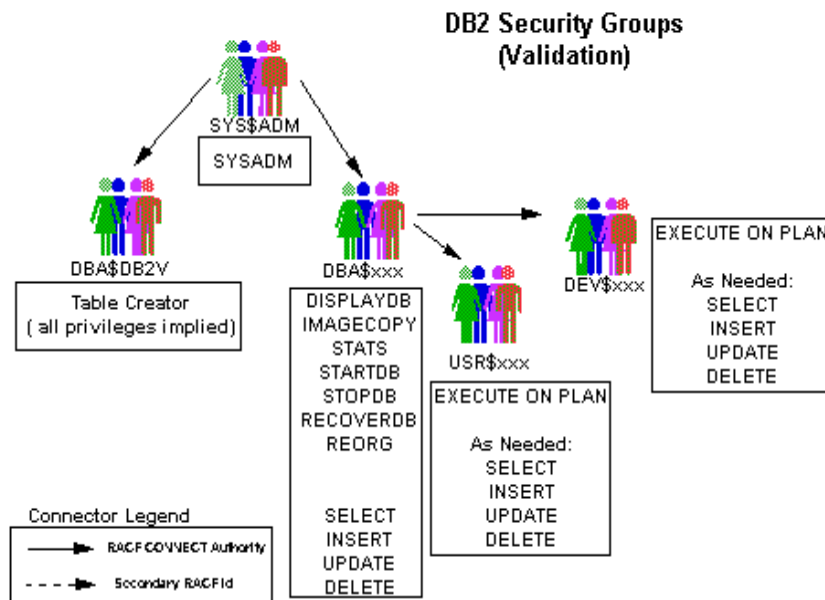 DB2 Security Groups
(Validation)
SYS$ADM
SYSADM
DBA$DB2V
Table Creator
( all privileges implied)
DBA$xxx
DISPLAYDB
IMAGECOPY
STATS
STARTDB
STOPDB
RECOVERDB
REORG
SELECT
INSERT
UPDATE
DELETE
USR$xxx
EXECUTE ON PLAN
As Needed:
SELECT
INSERT
UPDATE
DELETE
DEV$xxx
EXECUTE ON PLAN
As Needed:
SELECT
INSERT
UPDATE
DELETE
Connector Legend
RACF CONNECT Authority
Secondary RACF Id